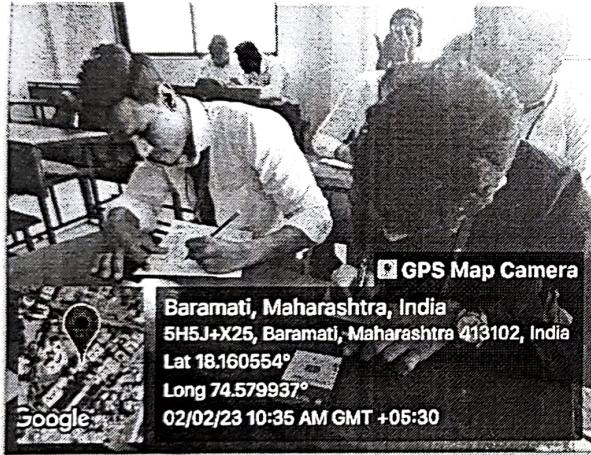 GPS Map Camera
Baramati, Maharashtra, India
5H5J+X25, Baramati, Maharashtra 413102, India
Lat 18.160554°
Long 74.579937°
02/02/23 10:35 AM GMT +05:30
Google